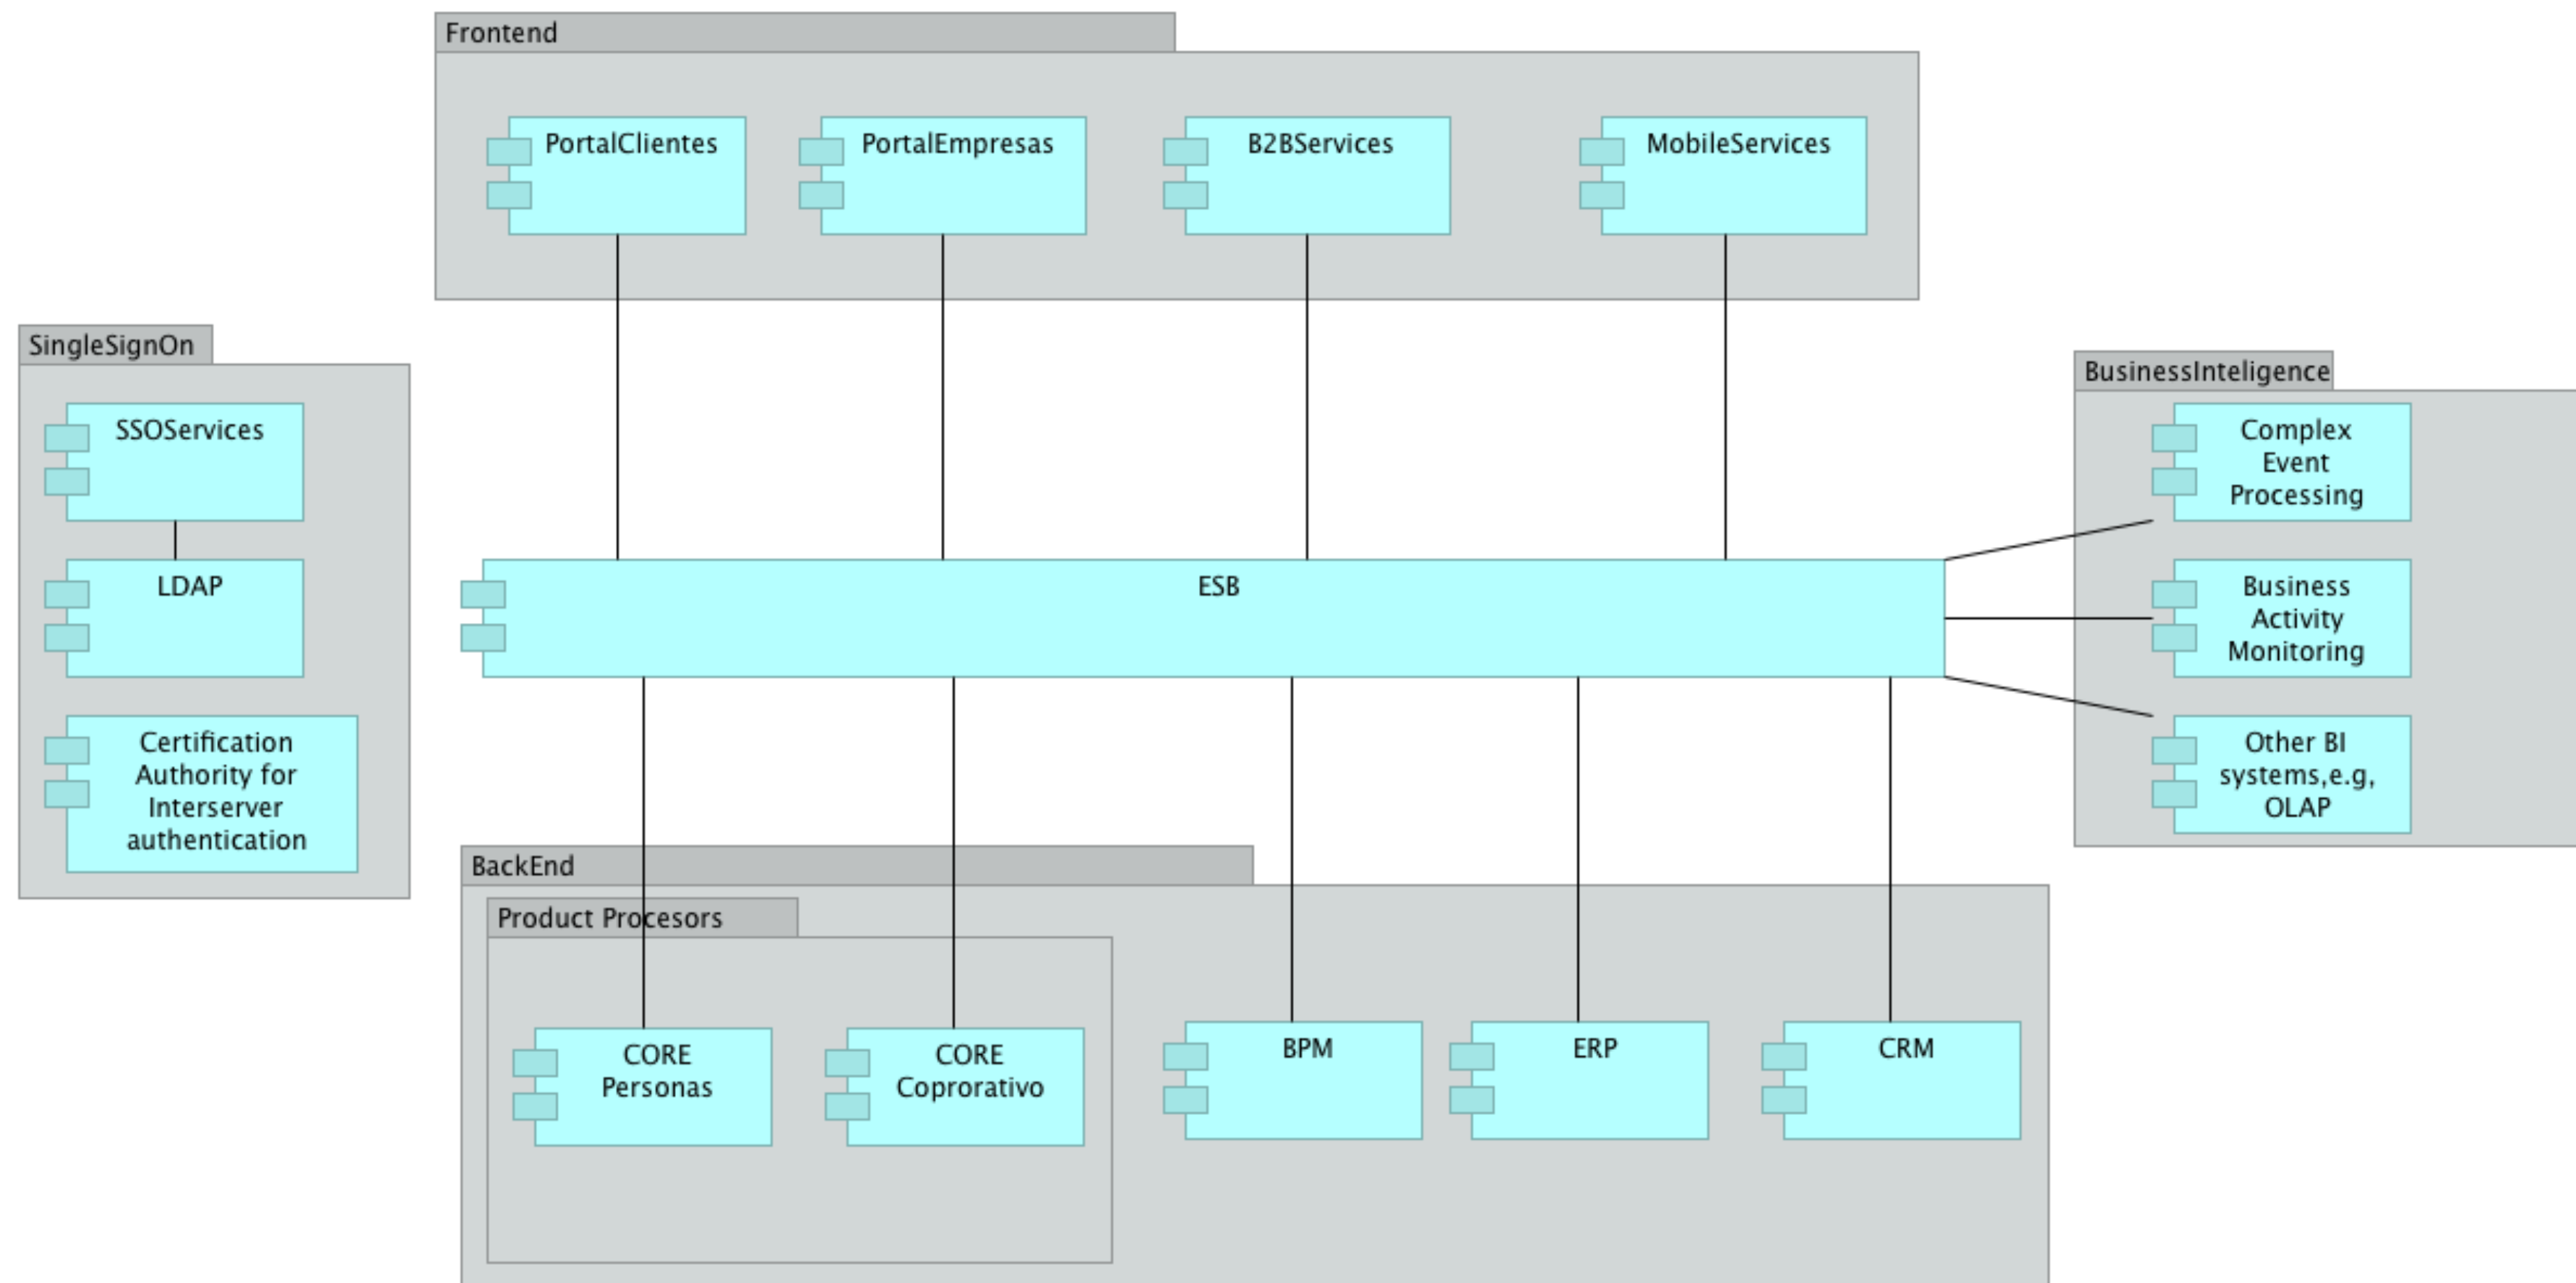 Frontend
PortalClientes
PortalEmpresas
B2BServices
MobileServices
SingleSignOn
SSOServices
LDAP
Certification
Authority for
Interserver
authentication
ESB
BusinessInteligence
Complex
Event
Processing
Business
Activity
Monitoring
Other BI
systems,e.g,
OLAP
BackEnd
Product Procesors
CORE
Personas
CORE
Coprorativo
BPM
ERP
CRM